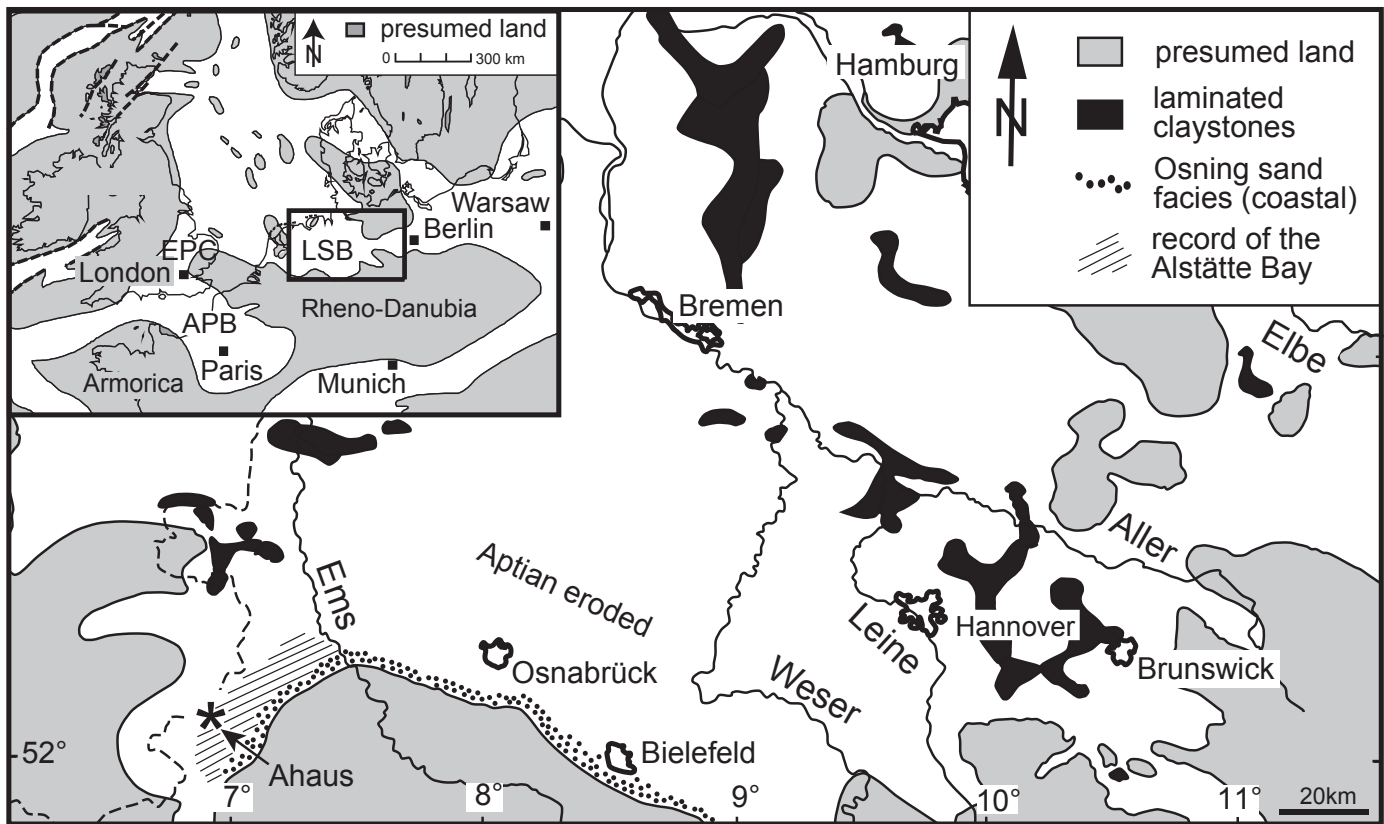 N
presumed land
0 300 km
Warsaw
Berlin
EPC
LSB
London
Rheno-Danubia
APB
Paris
Armorica
Munich
Hamburg
N
presumed land
laminated
claystones
Osning sand
facies (coastal)
record of the
Alstätte Bay
Bremen
Elbe
Aller
Ems
Aptian eroded
Leine
Hannover
Osnabrück
Brunswick
Weser
Bielefeld
52°
Ahaus
7°
8°
9°
10°
11°
20km